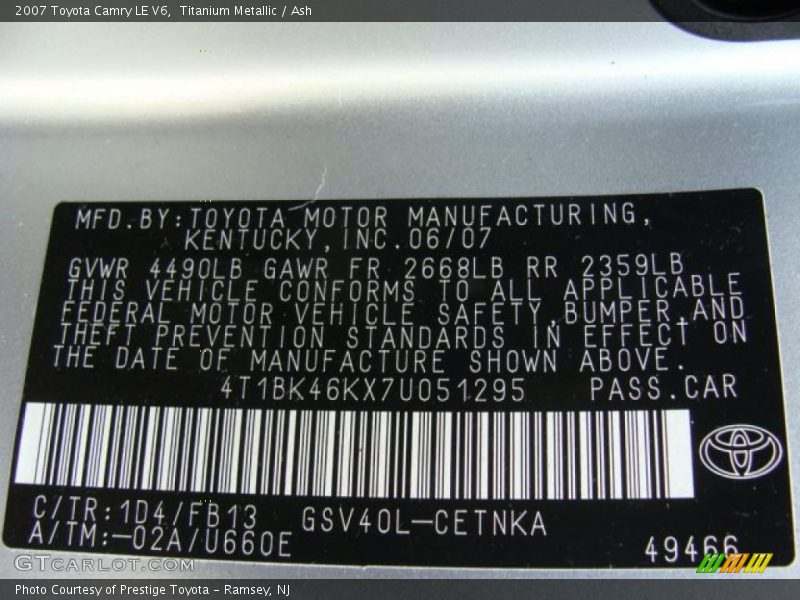 2007 Toyota Camry LE V6,  Titanium Metallic / Ash
MFD.BY:TOYOTA MOTOR MANUFACTURING,
KENTUCKY,INC.06/07
GVWR 4490LB GAWR FR 2668LB RR 2359LB
THIS VEHICLE CONFORMS TO ALL APPLICABLE
FEDERAL MOTOR VEHICLE SAFETY,BUMPER,AND
THEFT PREVENTION STANDARDS IN EFFECT ON
THE DATE OF MANUFACTURE SHOWN ABOVE.
4T1BK46KX7U051295 PASS.CAR
C/TR:1D4/FB13 GSV40L-CETNKA
A/TM:-02A/U660E 49466
GTCarLot.com
Photo Courtesy of Prestige Toyota - Ramsey, NJ